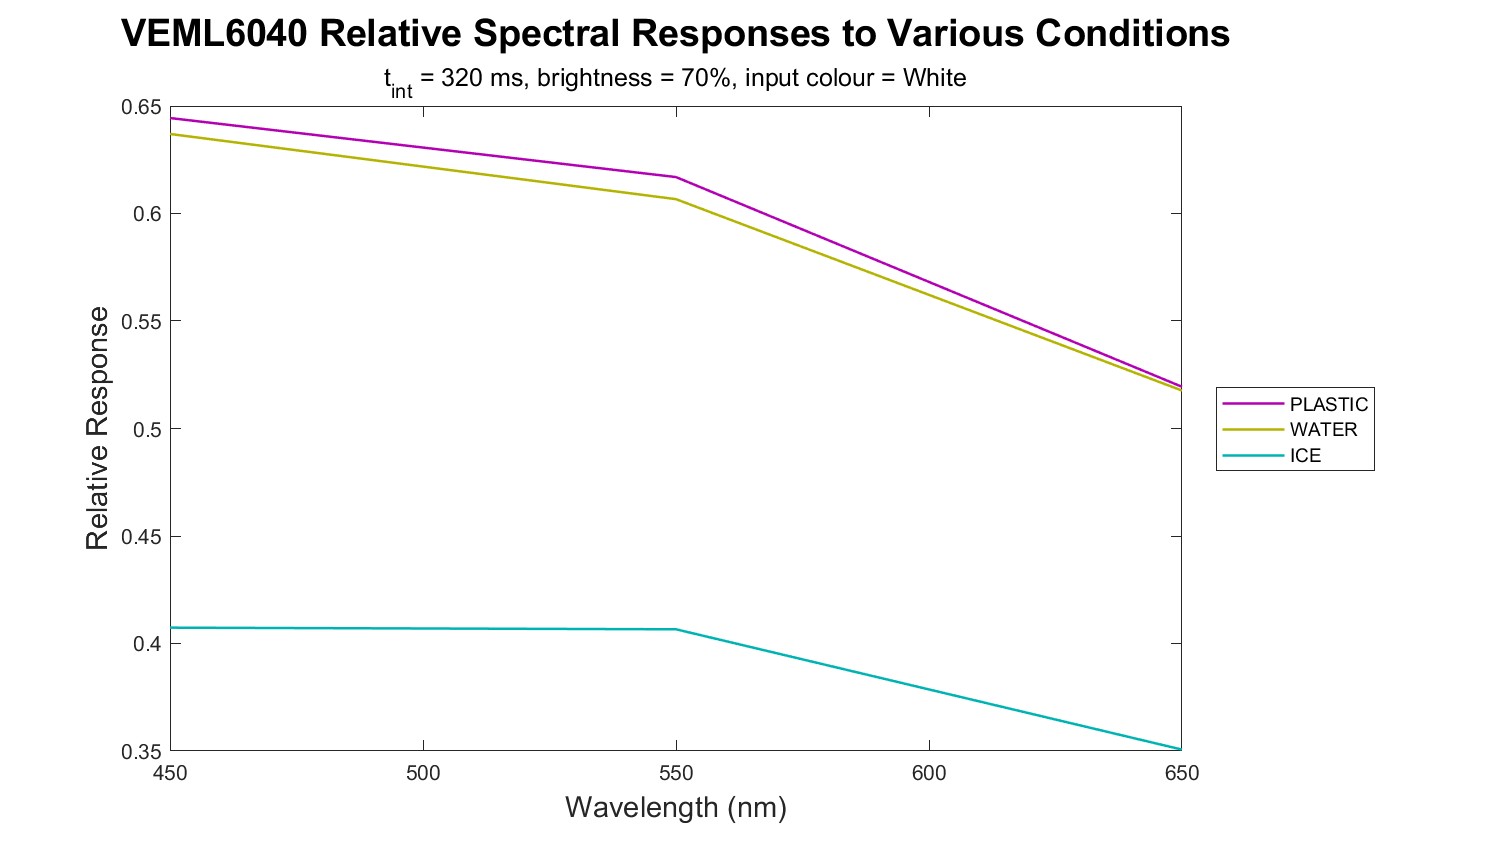 VEML6040 Relative Spectral Responses to Various Conditions
t_int = 320 ms, brightness = 70%, input colour = White
0.65
0.6
0.55
0.5
0.45
0.4
0.35
Relative Response
450 500 550 600 650
Wavelength (nm)
PLASTIC
WATER
ICE